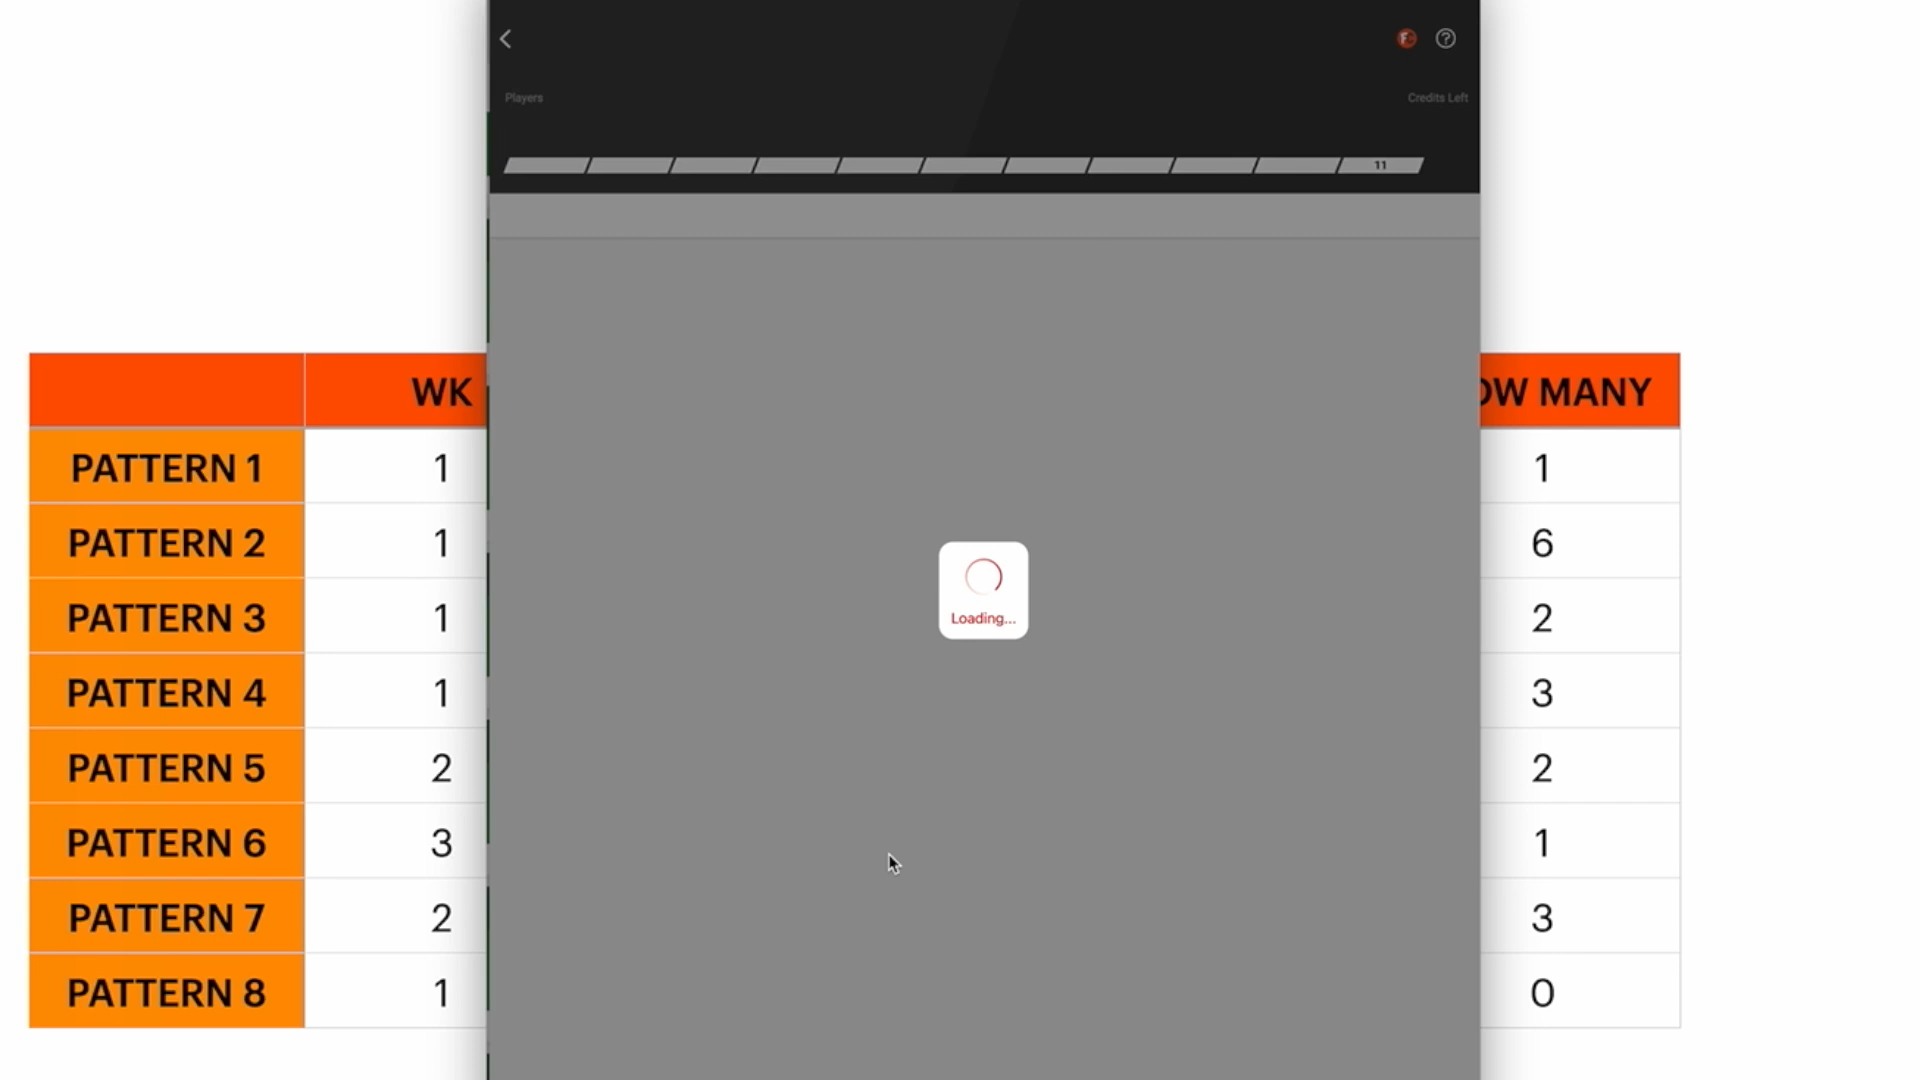 Players
Credits Left
11
WK
OW MANY
PATTERN 1 1 1
PATTERN 2 1 6
PATTERN 3 1 2
PATTERN 4 1 3
PATTERN 5 2 2
PATTERN 6 3 1
PATTERN 7 2 3
PATTERN 8 1 0
Loading...